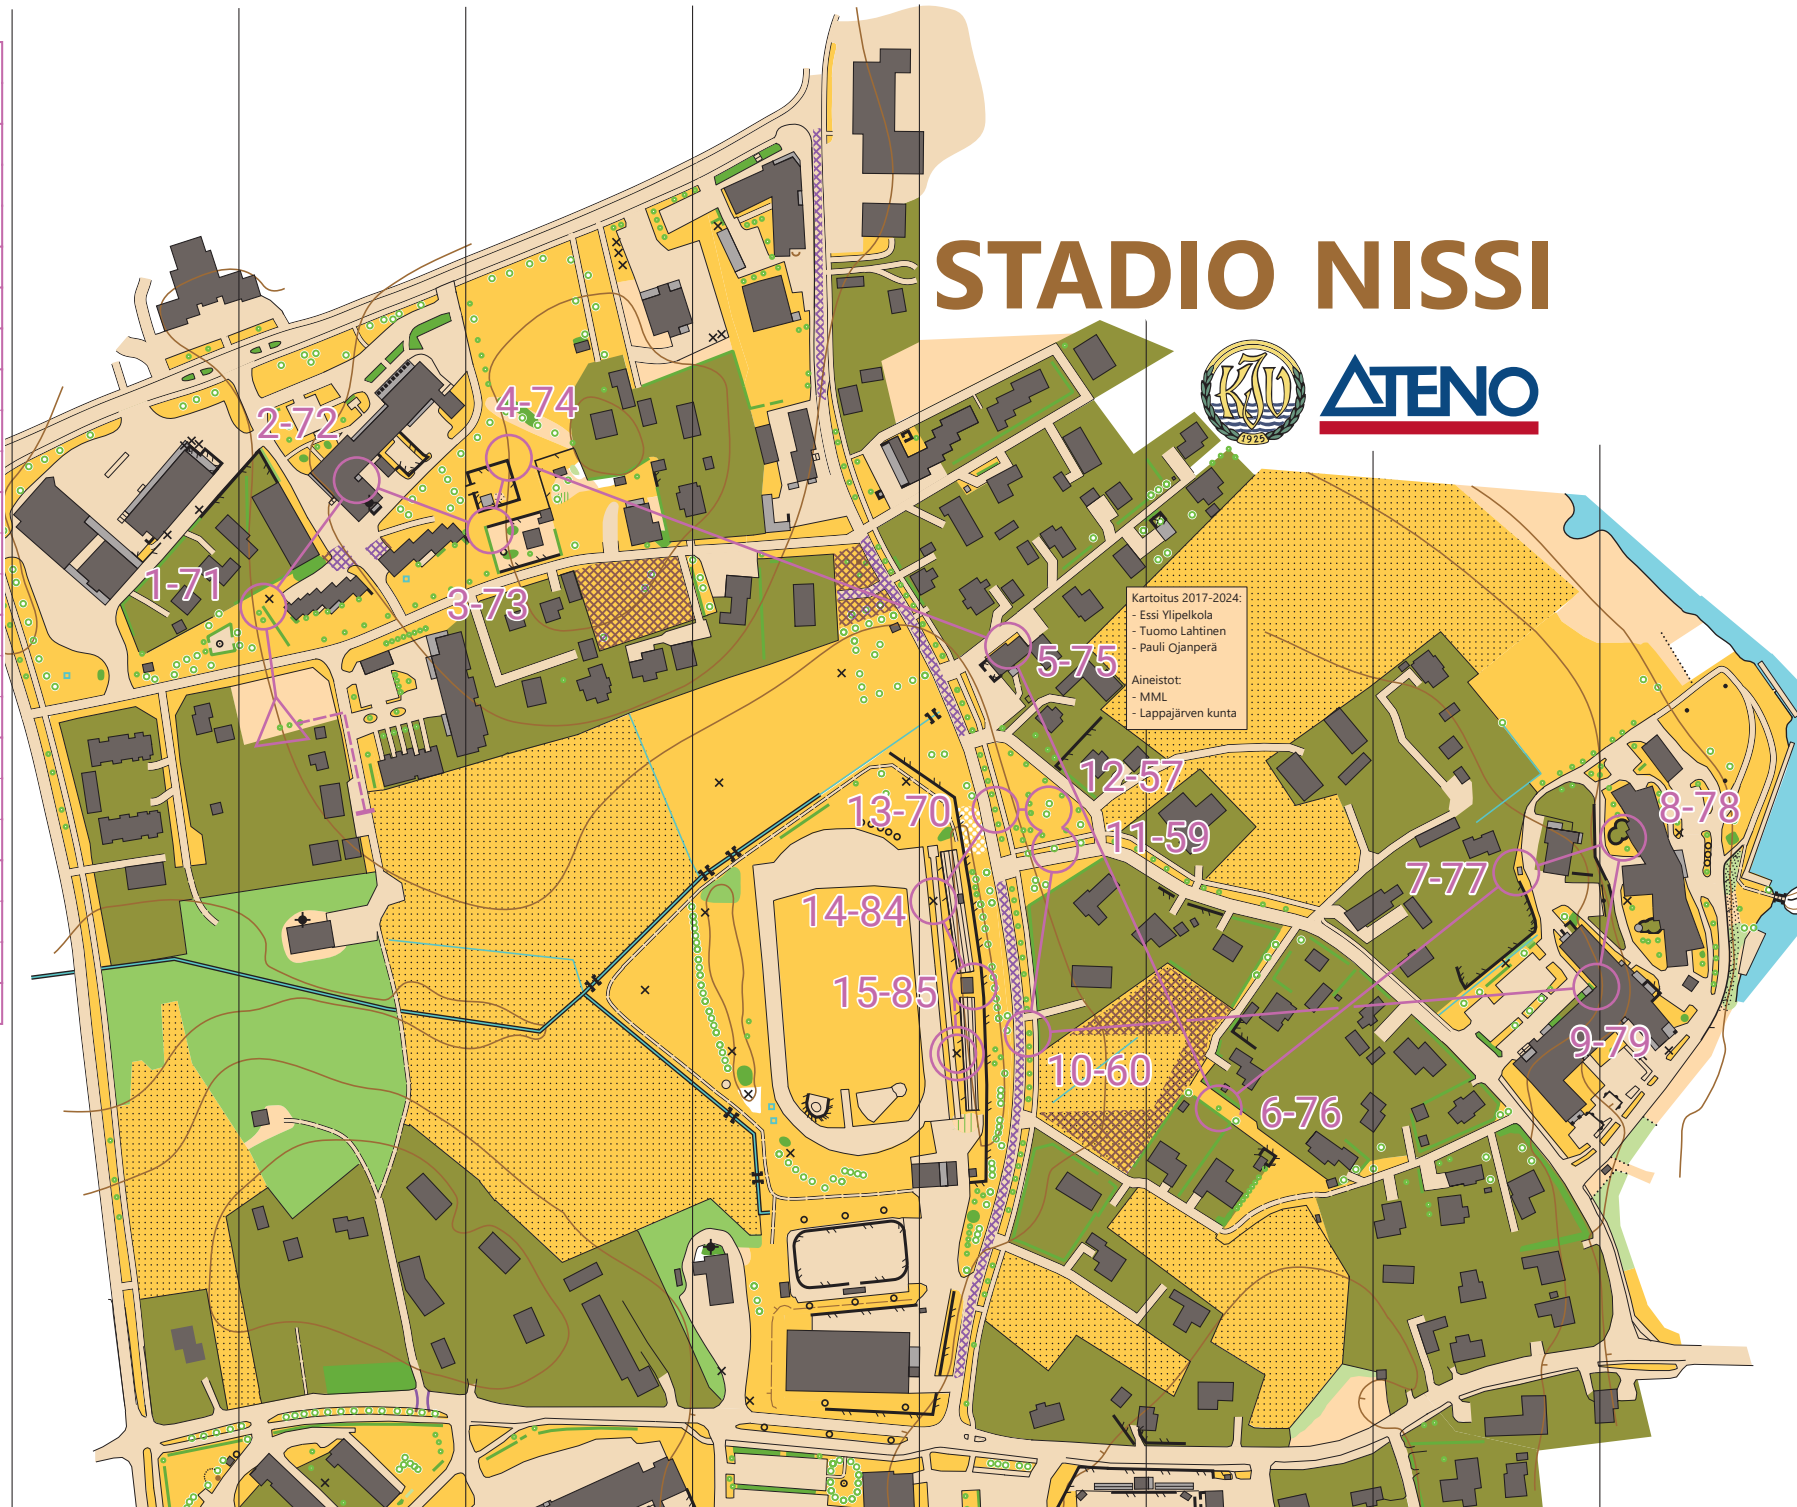 STADIO NISSI
KJV
1925
ATENO
4-74
2-72
1-71
3-73
Kartoitus 2017-2024:
- Essi Ylipelkola
- Tuomo Lahtinen
- Pauli Ojanperä
Aineistot:
- MML
- Lappajärven kunta
5-75
12-57
13-70
11-59
8-78
7-77
14-84
15-85
9-79
10-60
6-76